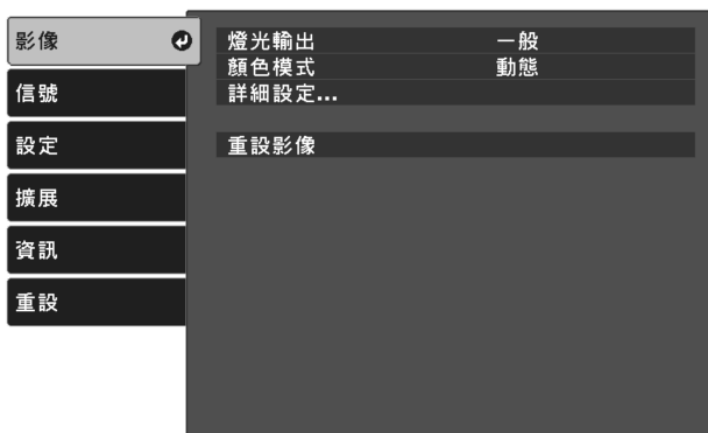 影像
信號
設定
擴展
資訊
重設
燈光輸出 一般
顏色模式 動態
詳細設定...
重設影像